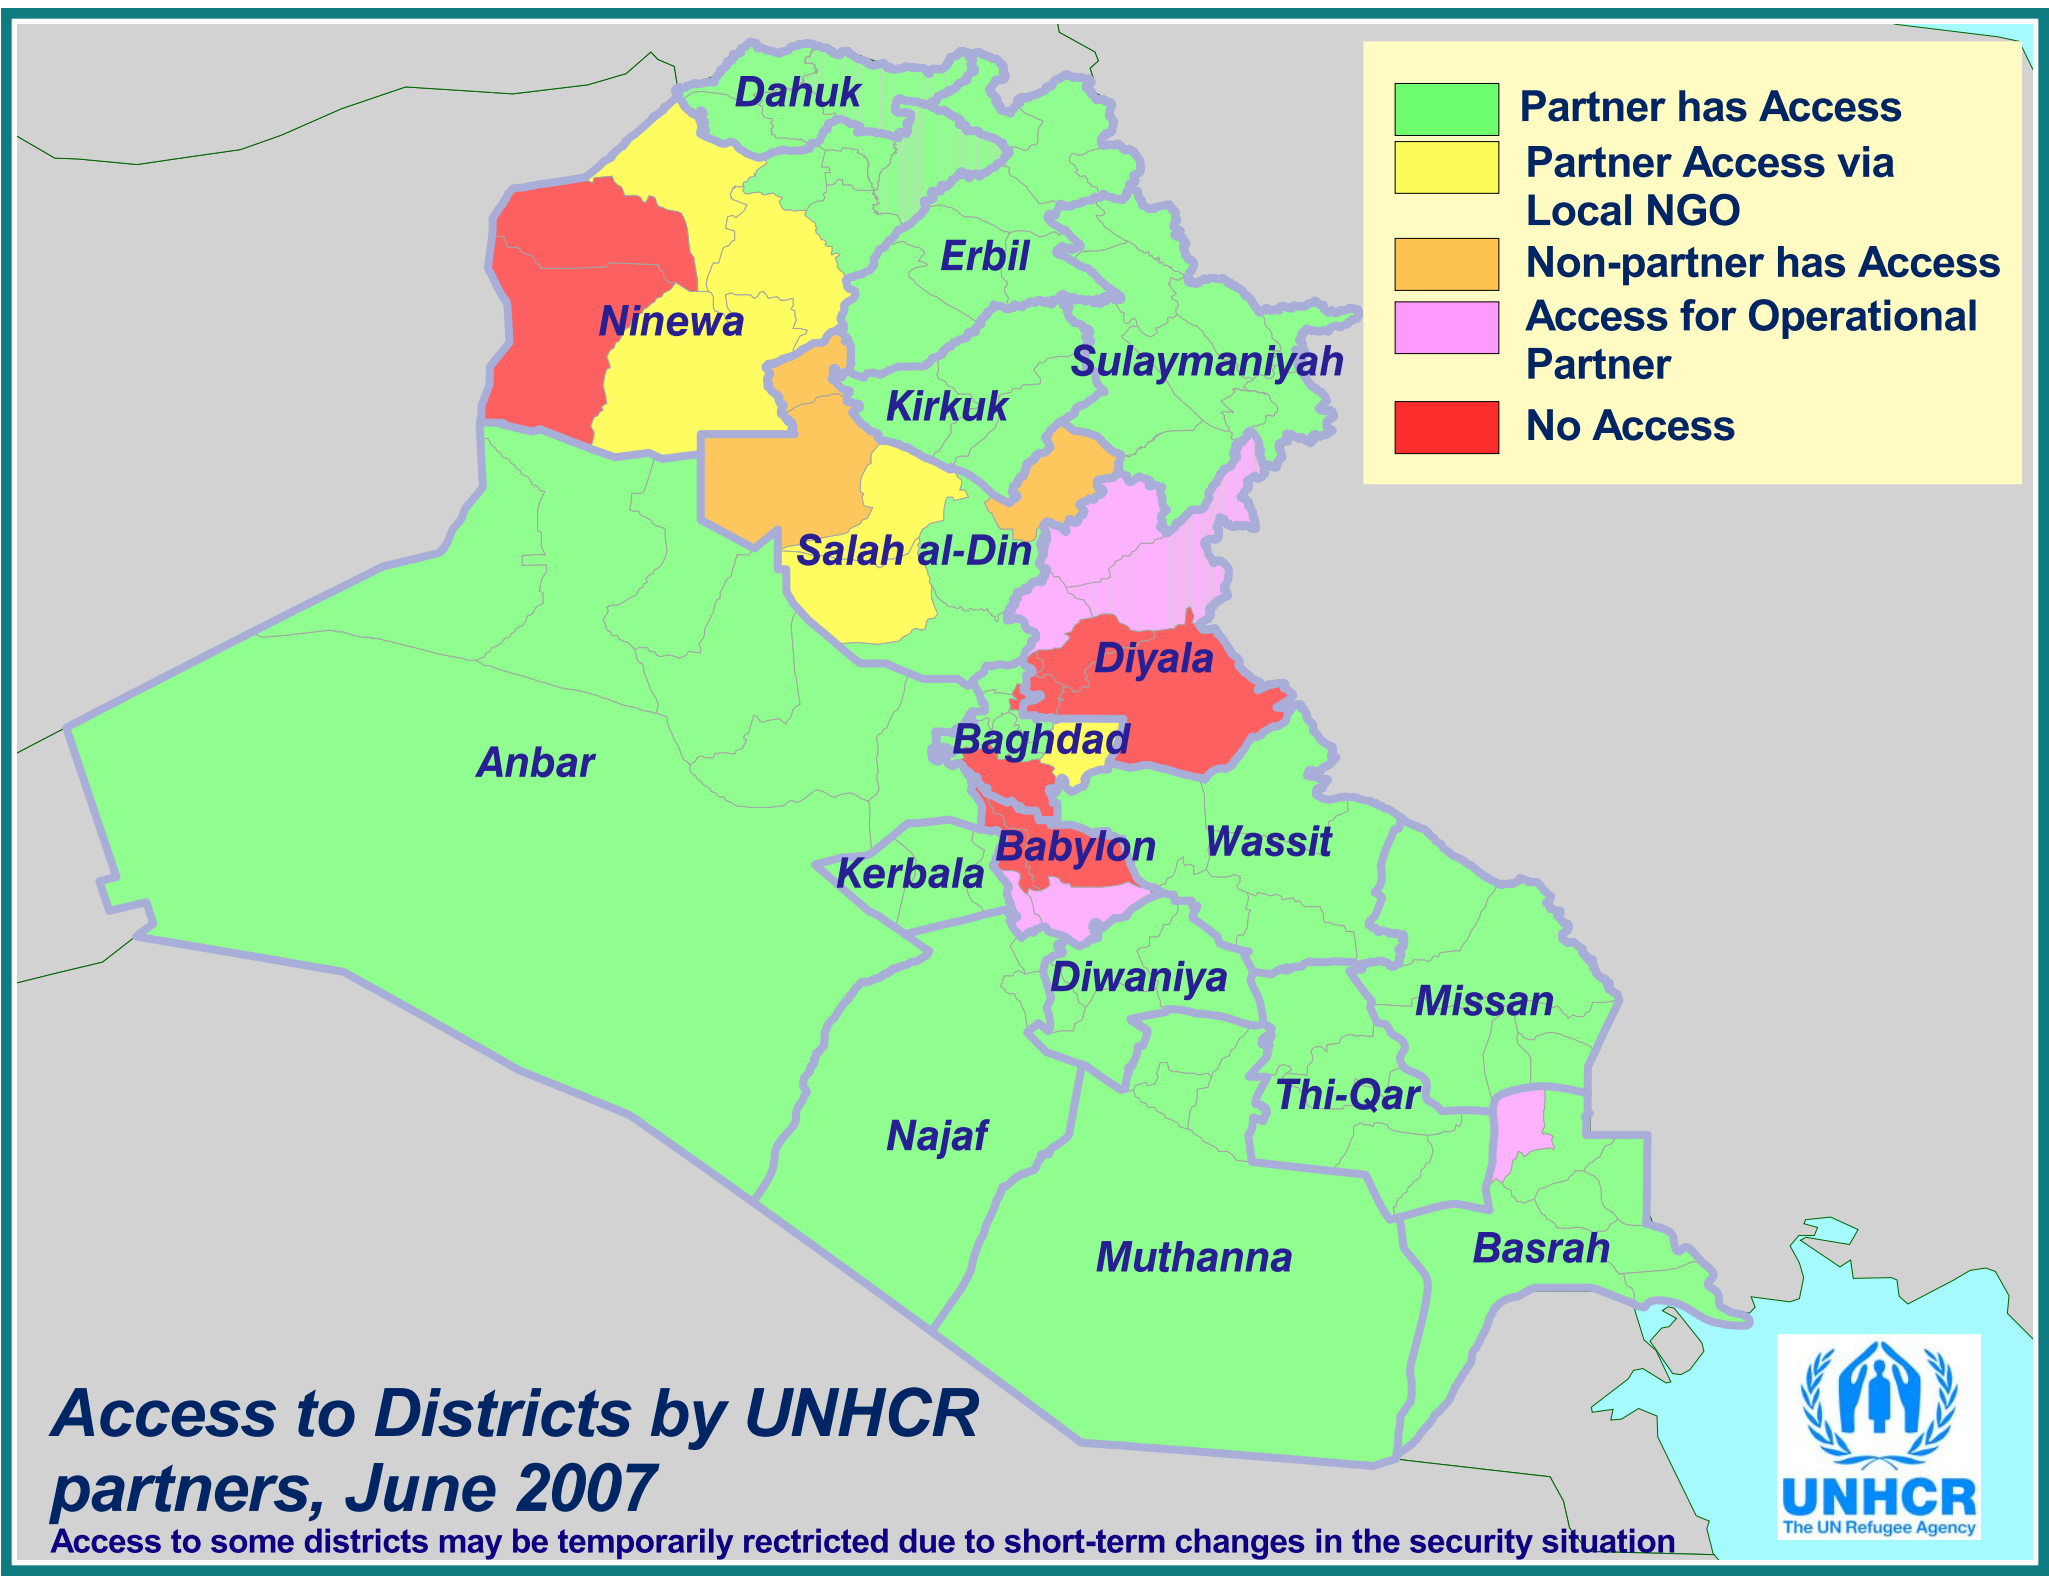 Dahuk
Partner has Access
Partner Access via
Local NGO
Non-partner has Access
Access for Operational
Partner
No Access
Erbil
Ninewa
Sulaymaniyah
Kirkuk
Salah al-Din
Diyala
Baghdad
Anbar
Babylon
Wassit
Kerbala
Diwaniya
Missan
Thi-Qar
Najaf
Muthanna
Basrah
Access to Districts by UNHCR
partners, June 2007
Access to some districts may be temporarily rectricted due to short-term changes in the security situation
UNHCR
The UN Refugee Agency